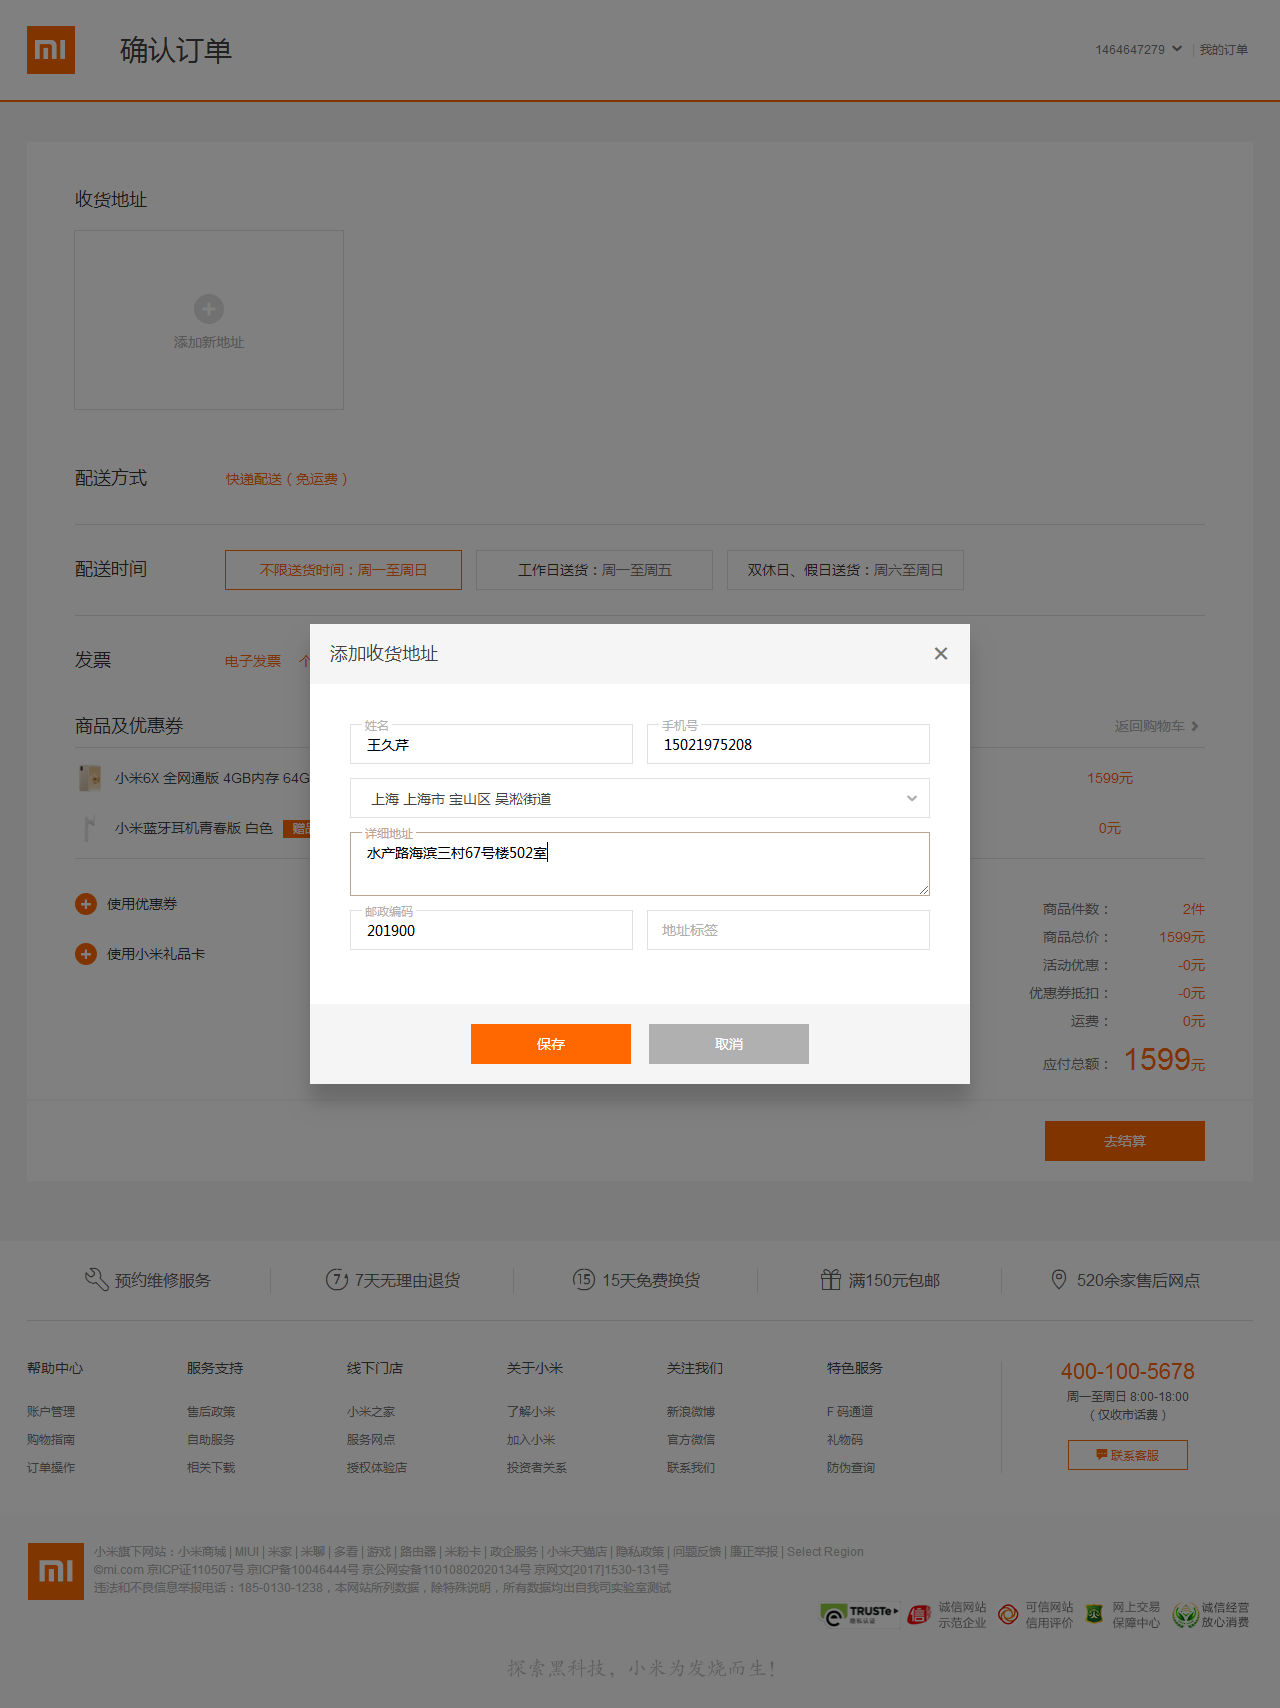 确认订单
1464647279 | 我的订单
收货地址
添加新地址
配送方式 快递配送（免运费）
配送时间 不限送货时间：周一至周日 工作日送货：周一至周五 双休日、假日送货：周六至周日
发票 电子发票 个
商品及优惠券 返回购物车
小米6X 全网通版 4GB内存 64G 1599元
小米蓝牙耳机青春版 白色 赠品 0元
添加收货地址
姓名 手机号
王久芹 15021975208
上海 上海市 宝山区 吴淞街道
详细地址
水产路海滨三村67号楼502室
邮政编码
201900 地址标签
保存 取消
使用优惠券
使用小米礼品卡
商品件数： 2件
商品总价： 1599元
活动优惠： -0元
优惠券抵扣： -0元
运费： 0元
应付总额： 1599元
去结算
预约维修服务 7 7天无理由退货 15 15天免费换货 满150元包邮 520余家售后网点
帮助中心 服务支持 线下门店 关于小米 关注我们 特色服务
账户管理 售后政策 小米之家 了解小米 新浪微博 F 码通道
购物指南 自助服务 服务网点 加入小米 官方微信 礼物码
订单操作 相关下载 授权体验店 投资者关系 联系我们 防伪查询
400-100-5678
周一至周日 8:00-18:00
（仅收市话费）
联系客服
小米旗下网站：小米商城 | MIUI | 米家 | 米聊 | 多看 | 游戏 | 路由器 | 米粉卡 | 政企服务 | 小米天猫店 | 隐私政策 | 问题反馈 | 廉正举报 | Select Region
©mi.com 京ICP证110507号 京ICP备10046444号 京公网安备11010802020134号 京网文[2017]1530-131号
违法和不良信息举报电话：185-0130-1238，本网站所列数据，除特殊说明，所有数据均出自我司实验室测试
TRUSTe 隐私认证
诚信网站 示范企业
可信网站 信用评价
网上交易 保障中心
诚信经营 放心消费
探索黑科技，小米为发烧而生！